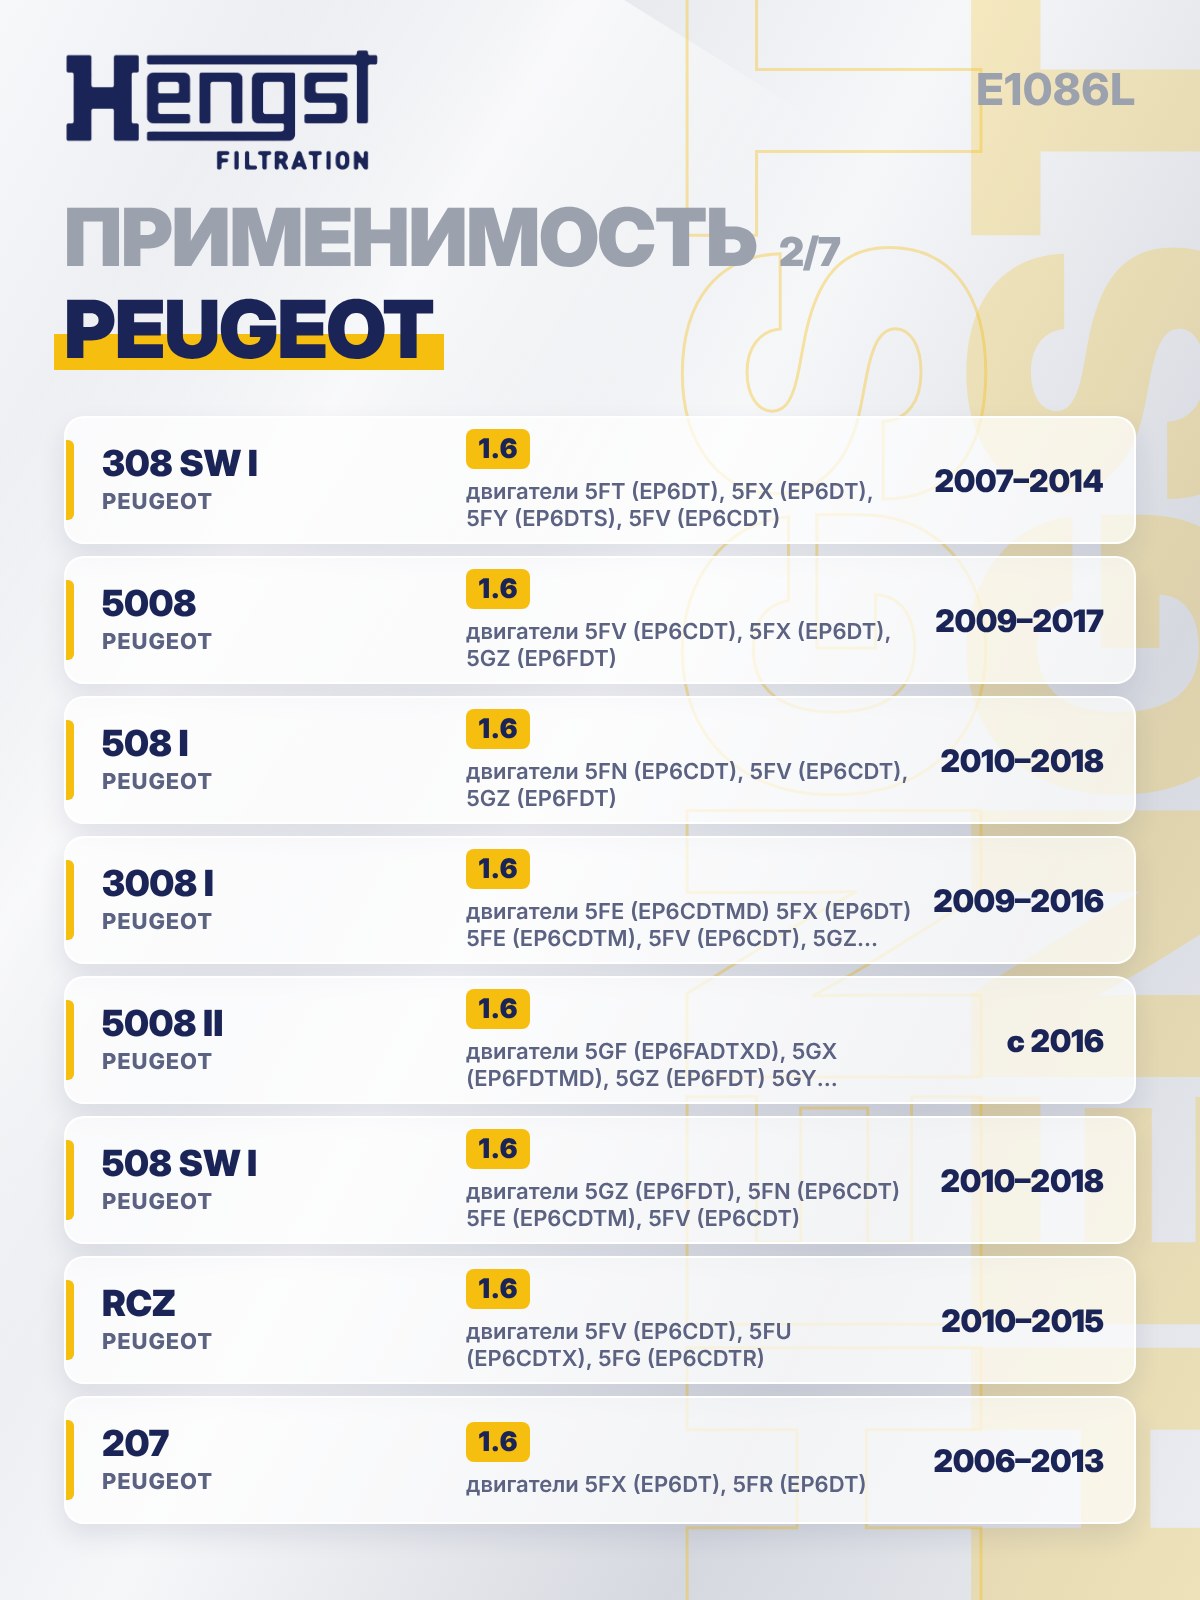 Hengst
FILTRATION
E1086L
ПРИМЕНИМОСТЬ 2/7
PEUGEOT
308 SW I
PEUGEOT
1.6
двигатели 5FT (EP6DT), 5FX (EP6DT),
5FY (EP6DTS), 5FV (EP6CDT)
2007–2014
5008
PEUGEOT
1.6
двигатели 5FV (EP6CDT), 5FX (EP6DT),
5GZ (EP6FDT)
2009–2017
508 I
PEUGEOT
1.6
двигатели 5FN (EP6CDT), 5FV (EP6CDT),
5GZ (EP6FDT)
2010–2018
3008 I
PEUGEOT
1.6
двигатели 5FE (EP6CDTMD) 5FX (EP6DT)
5FE (EP6CDTM), 5FV (EP6CDT), 5GZ...
2009–2016
5008 II
PEUGEOT
1.6
двигатели 5GF (EP6FADTXD), 5GX
(EP6FDTMD), 5GZ (EP6FDT) 5GY...
с 2016
508 SW I
PEUGEOT
1.6
двигатели 5GZ (EP6FDT), 5FN (EP6CDT)
5FE (EP6CDTM), 5FV (EP6CDT)
2010–2018
RCZ
PEUGEOT
1.6
двигатели 5FV (EP6CDT), 5FU
(EP6CDTX), 5FG (EP6CDTR)
2010–2015
207
PEUGEOT
1.6
двигатели 5FX (EP6DT), 5FR (EP6DT)
2006–2013
HENGST
HENGST